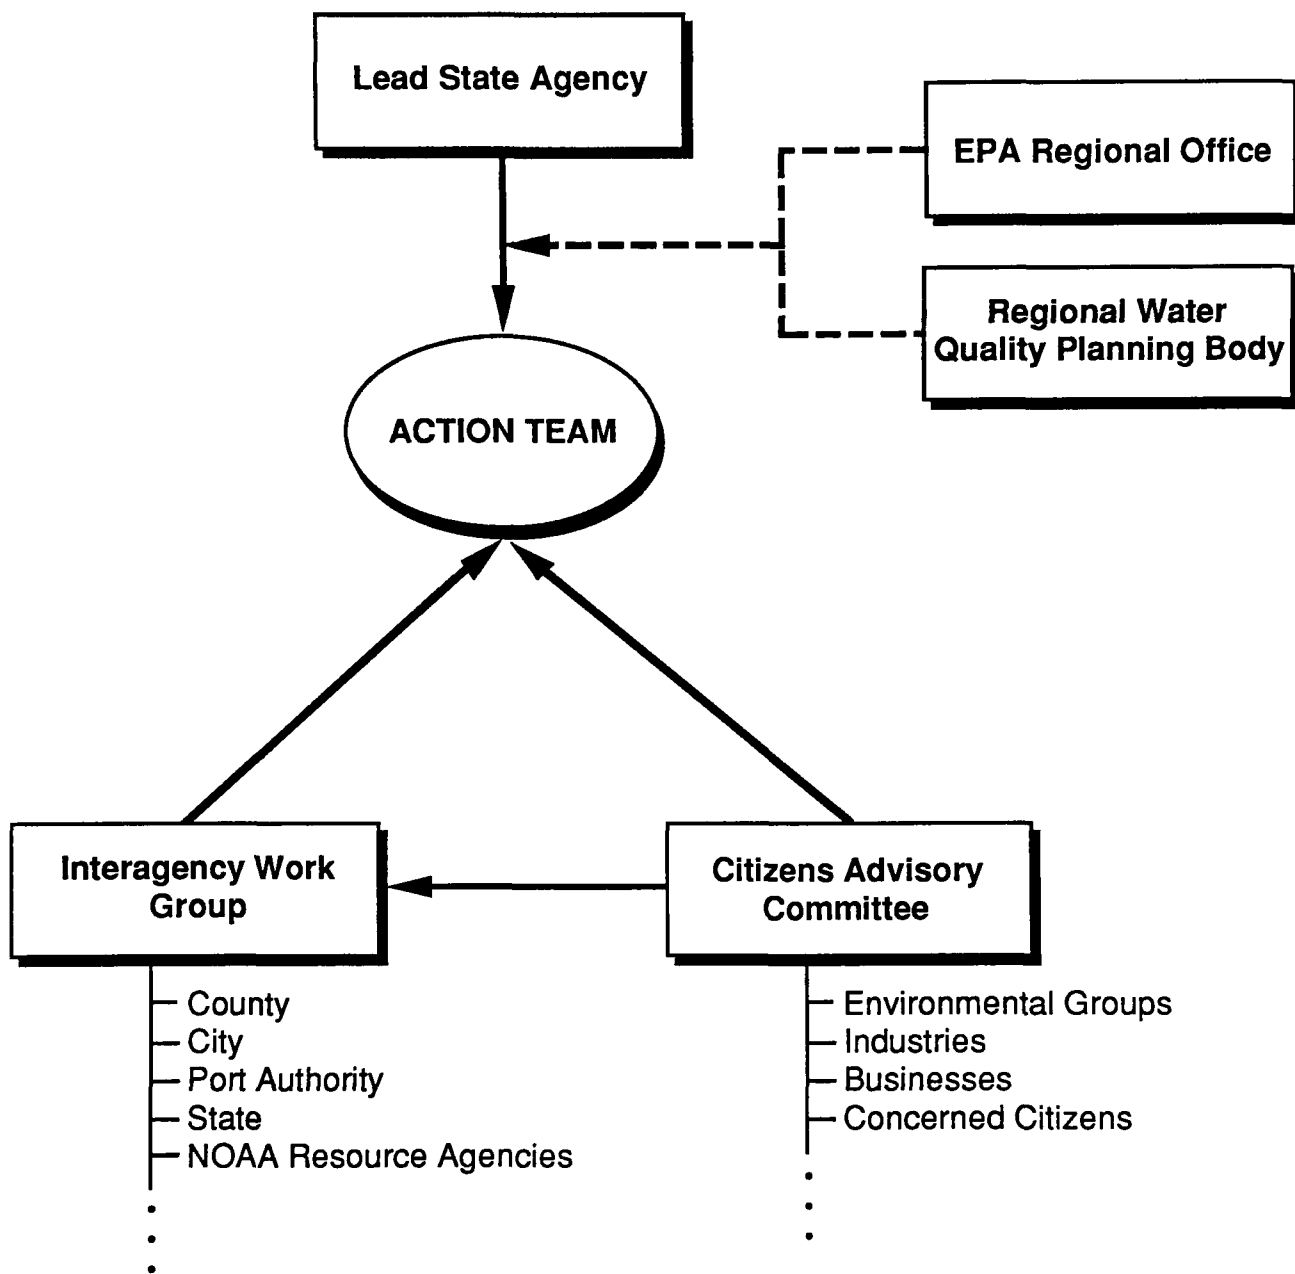 Lead State Agency
EPA Regional Office
Regional Water
Quality Planning Body
ACTION TEAM
Interagency Work
Group
County
City
Port Authority
State
NOAA Resource Agencies
Citizens Advisory
Committee
Environmental Groups
Industries
Businesses
Concerned Citizens